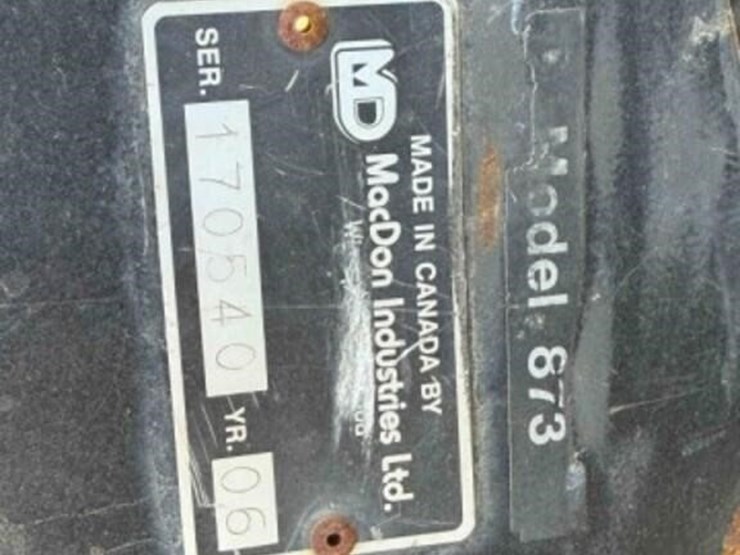 Model 873
MADE IN CANADA BY
MD MacDon Industries Ltd.
SER. 170540 YR. 06